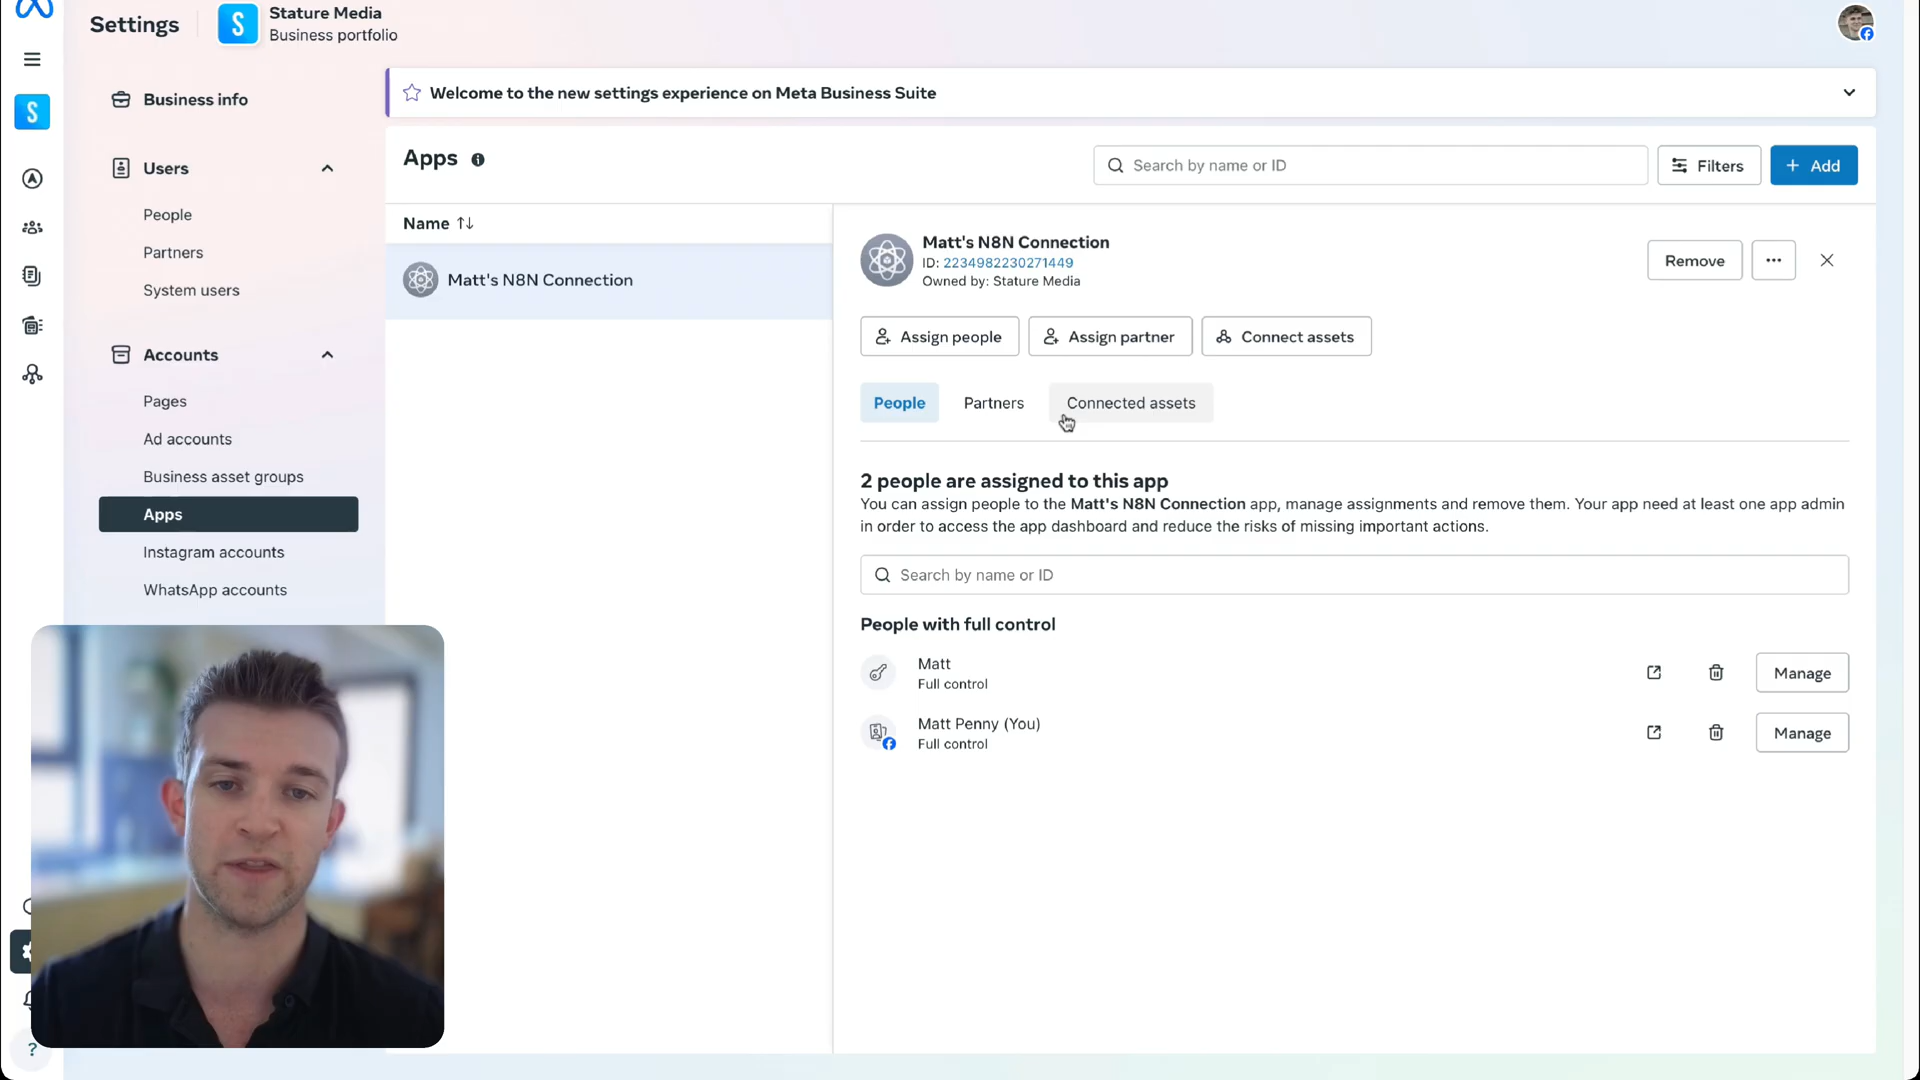 Settings
Stature Media
Business portfolio
Business info
Users
People
Partners
System users
Accounts
Pages
Ad accounts
Business asset groups
Apps
Instagram accounts
WhatsApp accounts
Welcome to the new settings experience on Meta Business Suite
Apps
Search by name or ID
Filters
+ Add
Name
Matt's N8N Connection
Matt's N8N Connection
ID: 2234982230271449
Owned by: Stature Media
Remove
Assign people
Assign partner
Connect assets
People
Partners
Connected assets
2 people are assigned to this app
You can assign people to the Matt's N8N Connection app, manage assignments and remove them. Your app need at least one app admin
in order to access the app dashboard and reduce the risks of missing important actions.
Search by name or ID
People with full control
Matt
Full control
Manage
Matt Penny (You)
Full control
Manage